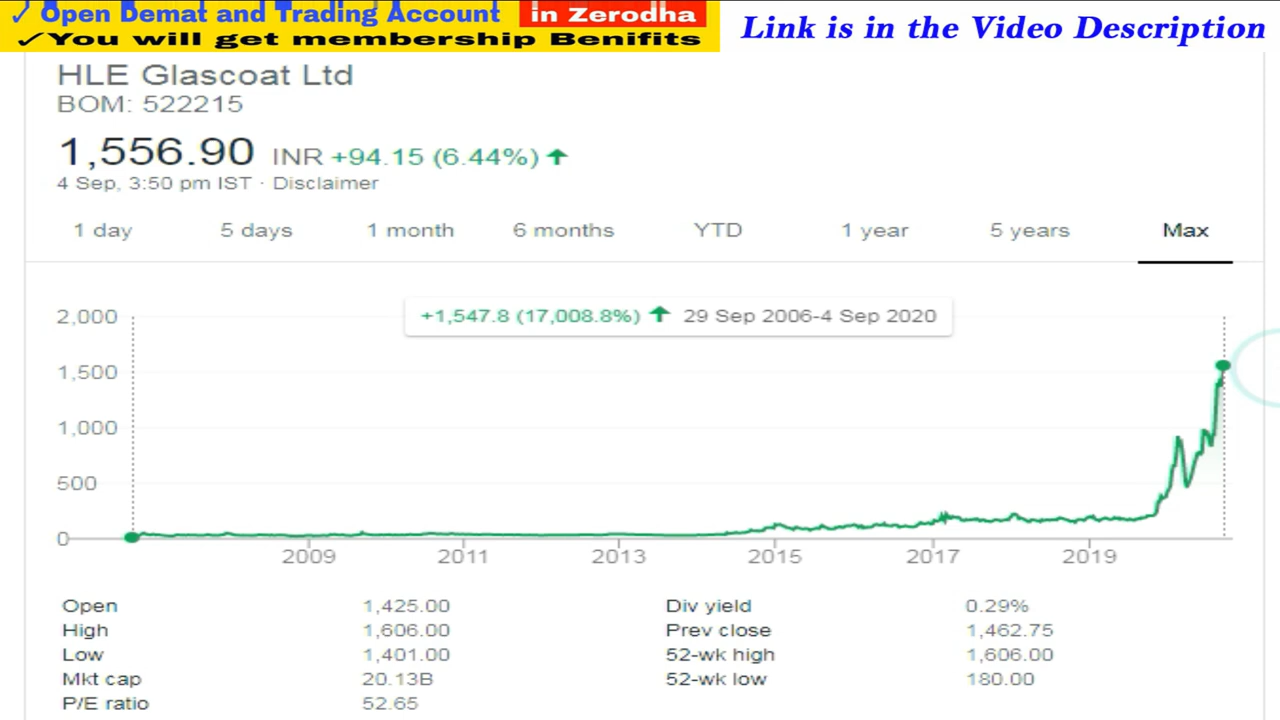 ✓ Open Demat and Trading Account in Zerodha
✓You will get membership Benifits
Link is in the Video Description
HLE Glascoat Ltd
BOM: 522215
1,556.90 INR +94.15 (6.44%) ↑
4 Sep, 3:50 pm IST · Disclaimer
1 day 5 days 1 month 6 months YTD 1 year 5 years Max
+1,547.8 (17,008.8%) ↑ 29 Sep 2006-4 Sep 2020
2,000
1,500
1,000
500
0
2009 2011 2013 2015 2017 2019
Open 1,425.00 Div yield 0.29%
High 1,606.00 Prev close 1,462.75
Low 1,401.00 52-wk high 1,606.00
Mkt cap 20.13B 52-wk low 180.00
P/E ratio 52.65